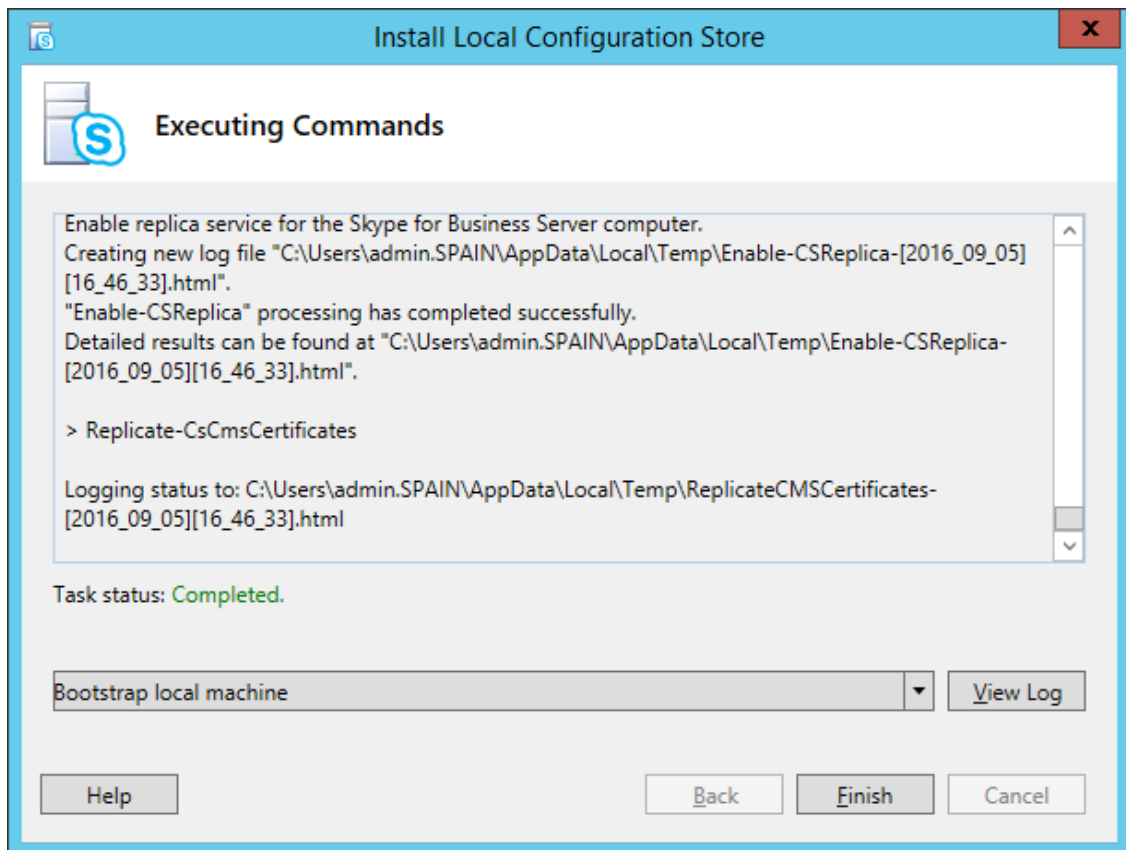 Install Local Configuration Store
x
S
Executing Commands
Enable replica service for the Skype for Business Server computer.
Creating new log file "C:\Users\admin.SPAIN\AppData\Local\Temp\Enable-CSReplica-[2016_09_05]
[16_46_33].html".
"Enable-CSReplica" processing has completed successfully.
Detailed results can be found at "C:\Users\admin.SPAIN\AppData\Local\Temp\Enable-CSReplica-
[2016_09_05][16_46_33].html".
> Replicate-CsCmsCertificates
Logging status to: C:\Users\admin.SPAIN\AppData\Local\Temp\ReplicateCMSCertificates-
[2016_09_05][16_46_33].html
Task status: Completed.
Bootstrap local machine
View Log
Help
Back
Finish
Cancel